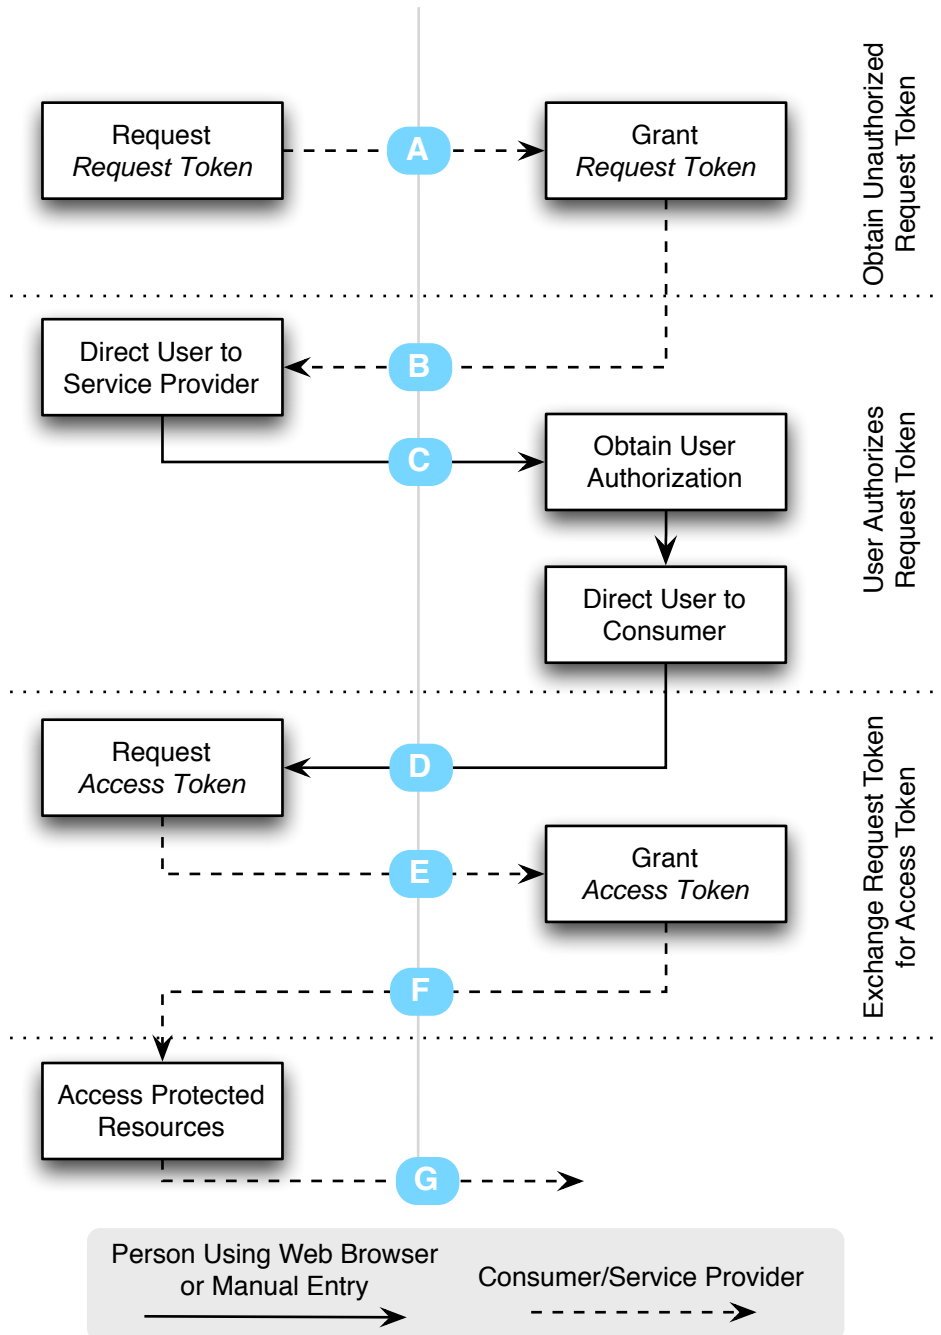 Request
Request Token
A
Grant
Request Token
Obtain Unauthorized
Request Token
Direct User to
Service Provider
B
C
Obtain User
Authorization
User Authorizes
Request Token
Direct User to
Consumer
Request
Access Token
D
E
Grant
Access Token
Exchange Request Token
for Access Token
F
Access Protected
Resources
G
Person Using Web Browser
or Manual Entry
Consumer/Service Provider